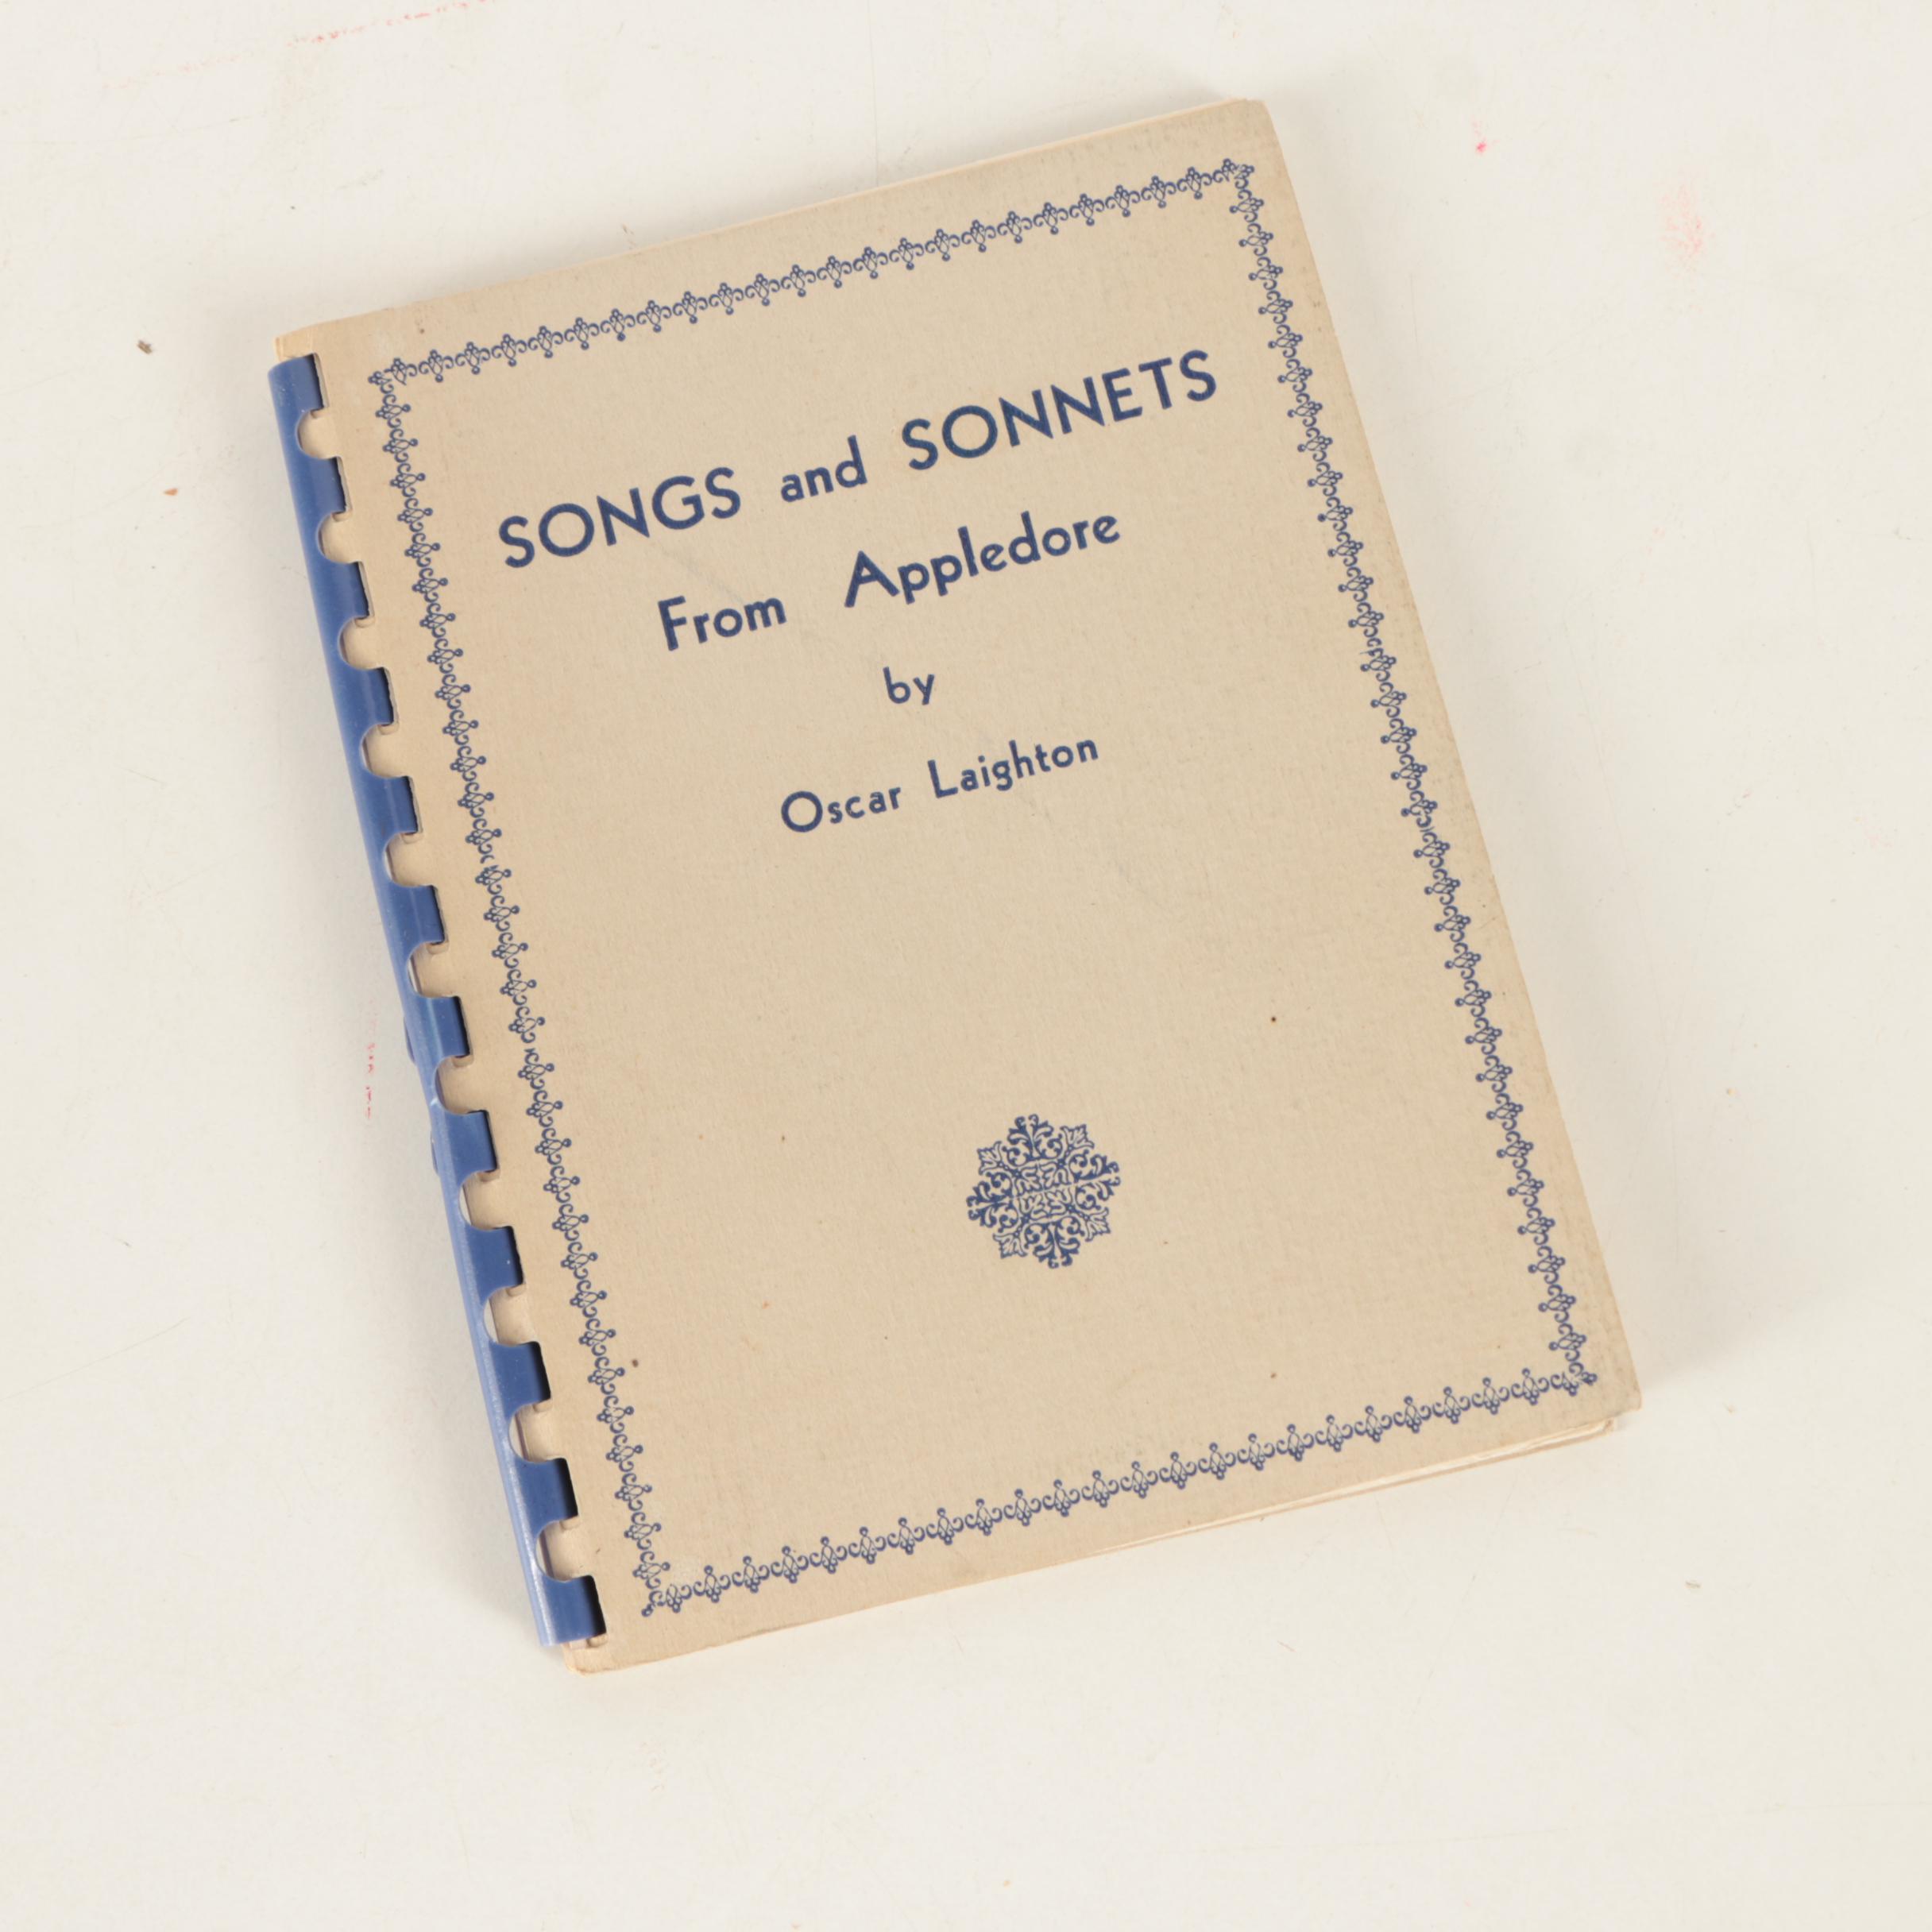 SONGS and SONNETS
From Appledore
by
Oscar Laighton